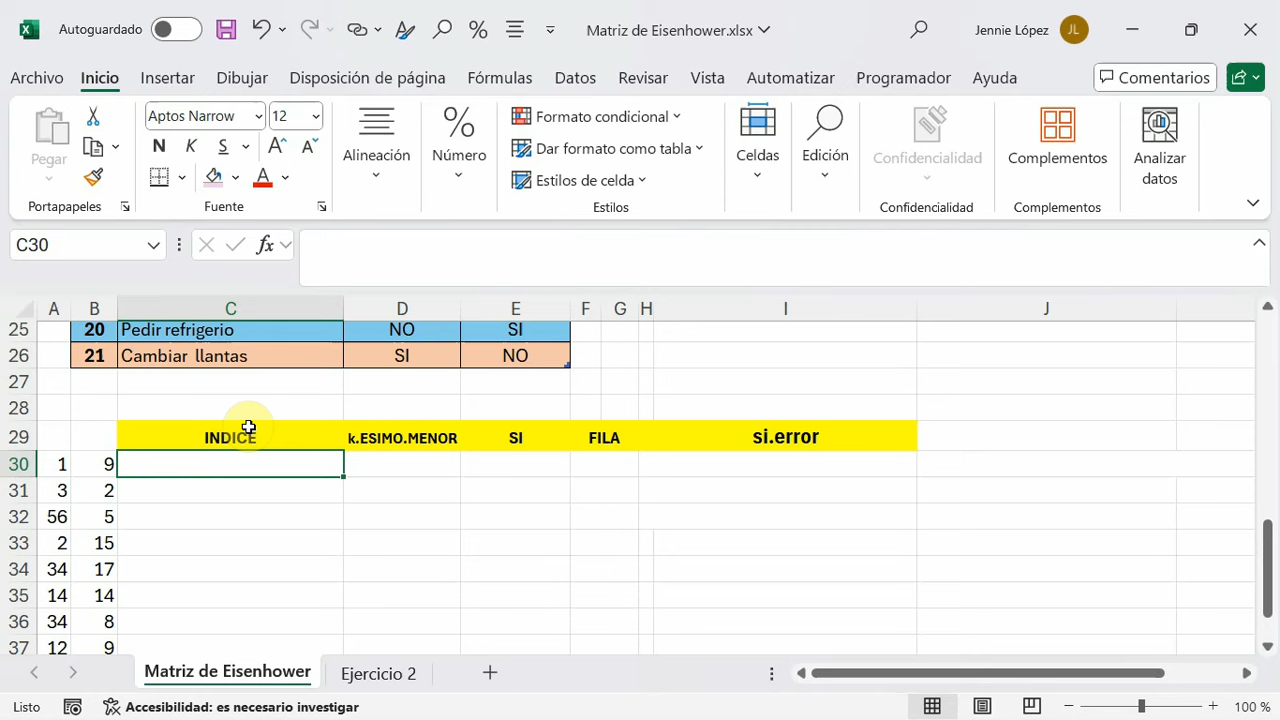 Autoguardado
Matriz de Eisenhower.xlsx
Jennie López
JL
Archivo Inicio Insertar Dibujar Disposición de página Fórmulas Datos Revisar Vista Automatizar Programador Ayuda
Comentarios
Pegar
Portapapeles
Aptos Narrow 12
N K S A A
A
Fuente
Alineación
%
Número
Formato condicional
Dar formato como tabla
Estilos de celda
Estilos
Celdas
Edición
Confidencialidad
Confidencialidad
Complementos
Complementos
Analizar
datos
C30
fx
A B C D E F G H I J
25 20 Pedir refrigerio NO SI
26 21 Cambiar llantas SI NO
27
28
29 INDICE k.ESIMO.MENOR SI FILA si.error
30 1 9
31 3 2
32 56 5
33 2 15
34 34 17
35 14 14
36 34 8
37 12 9
Matriz de Eisenhower Ejercicio 2
Listo
Accesibilidad: es necesario investigar
100 %